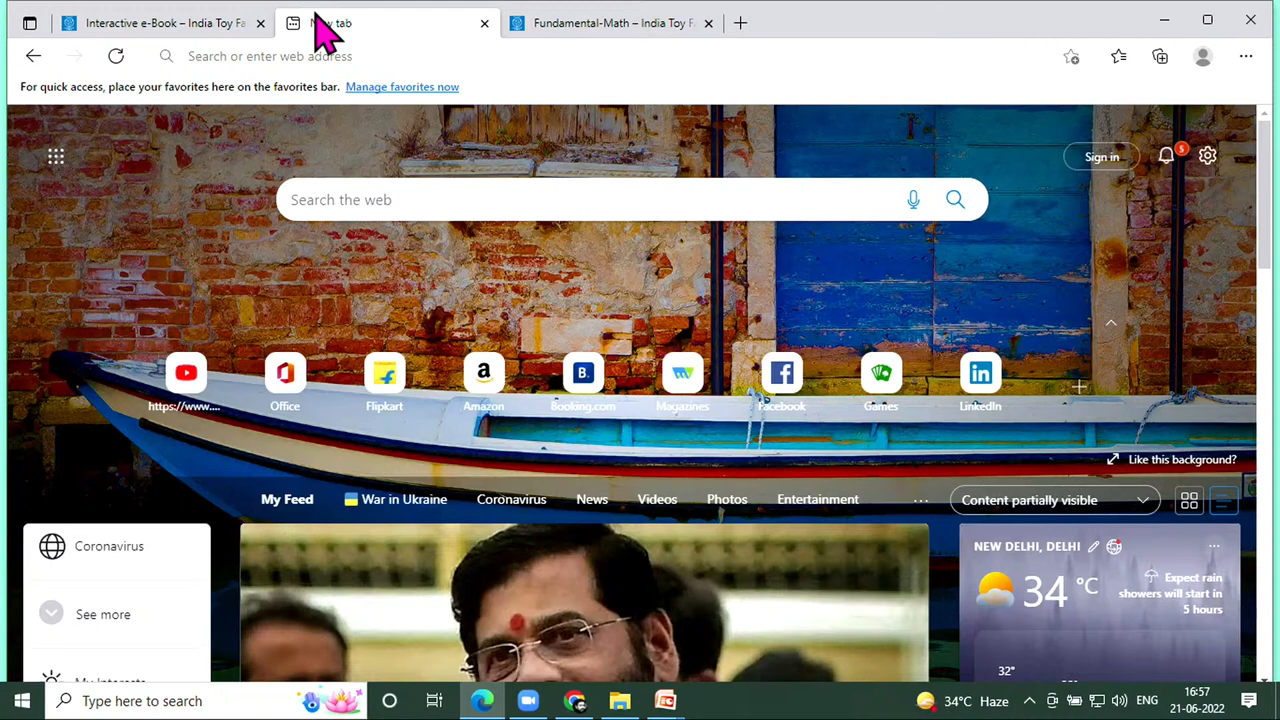 Interactive e-Book – India Toy Fa
tab
Fundamental-Math – India Toy F
Search or enter web address
For quick access, place your favorites here on the favorites bar. Manage favorites now
Sign in
5
Search the web
https://www....
Office
Flipkart
Amazon
Booking.com
Magazines
Facebook
Games
LinkedIn
Like this background?
My Feed
War in Ukraine
Coronavirus
News
Videos
Photos
Entertainment
...
Content partially visible
Coronavirus
See more
My Interests
NEW DELHI, DELHI
34 °C
Expect rain
showers will start in
5 hours
32°
Type here to search
34°C Haze
ENG
16:57
21-06-2022